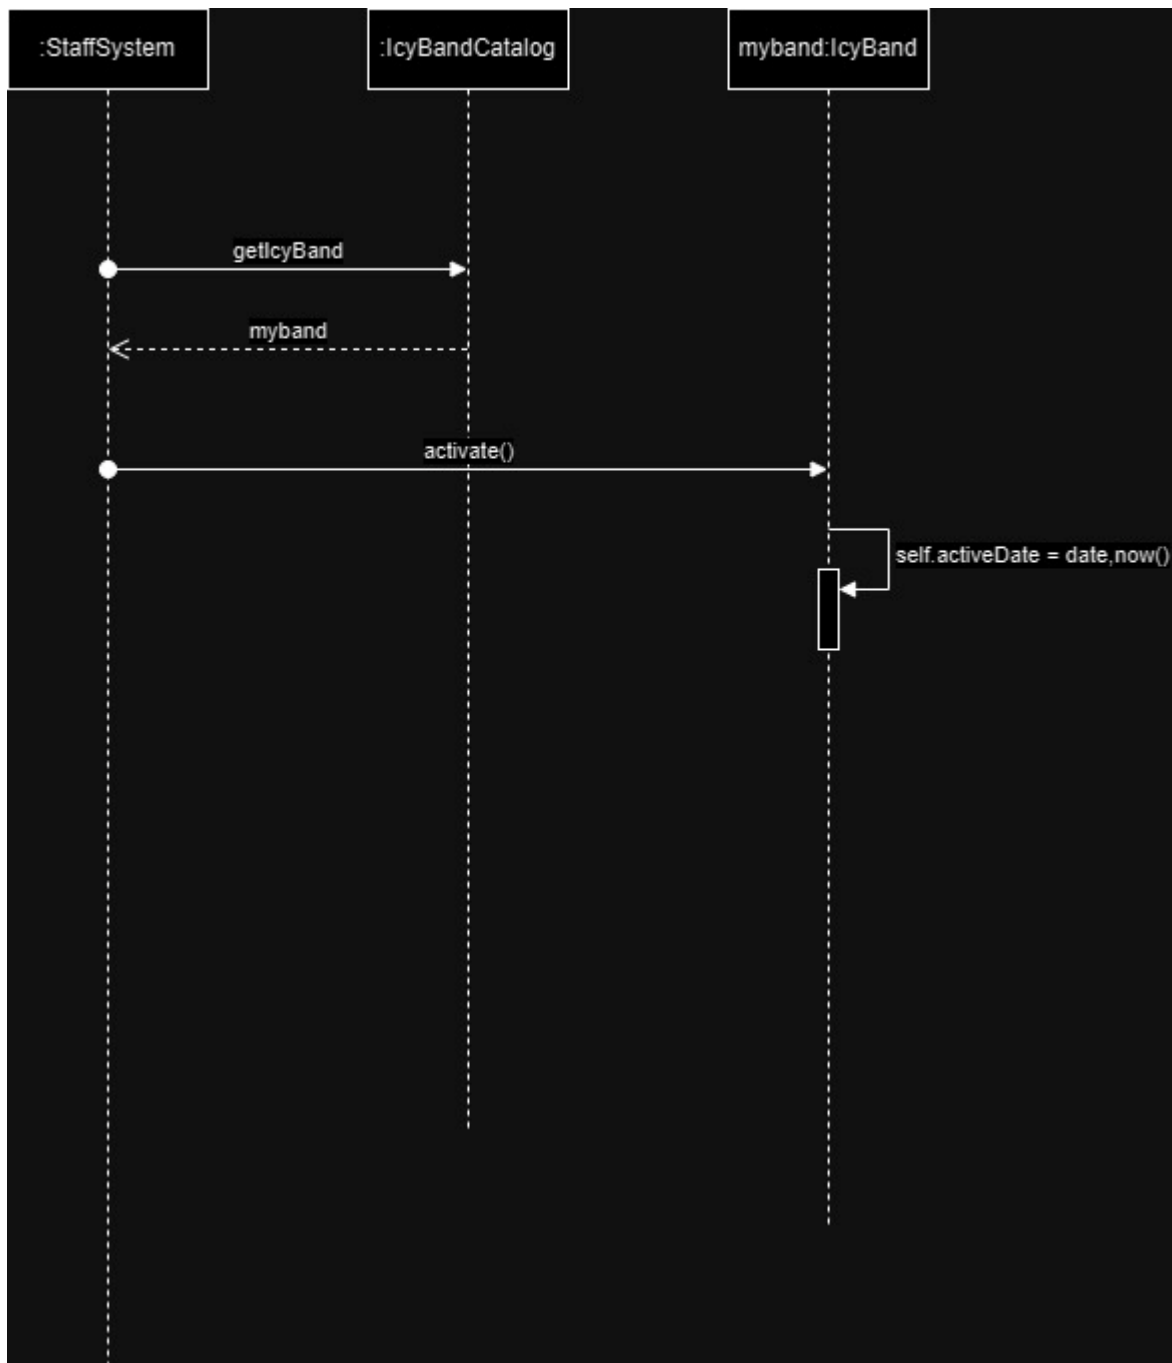 :StaffSystem
:IcyBandCatalog
myband:IcyBand
getIcyBand
myband
activate()
self.activeDate = date,now()